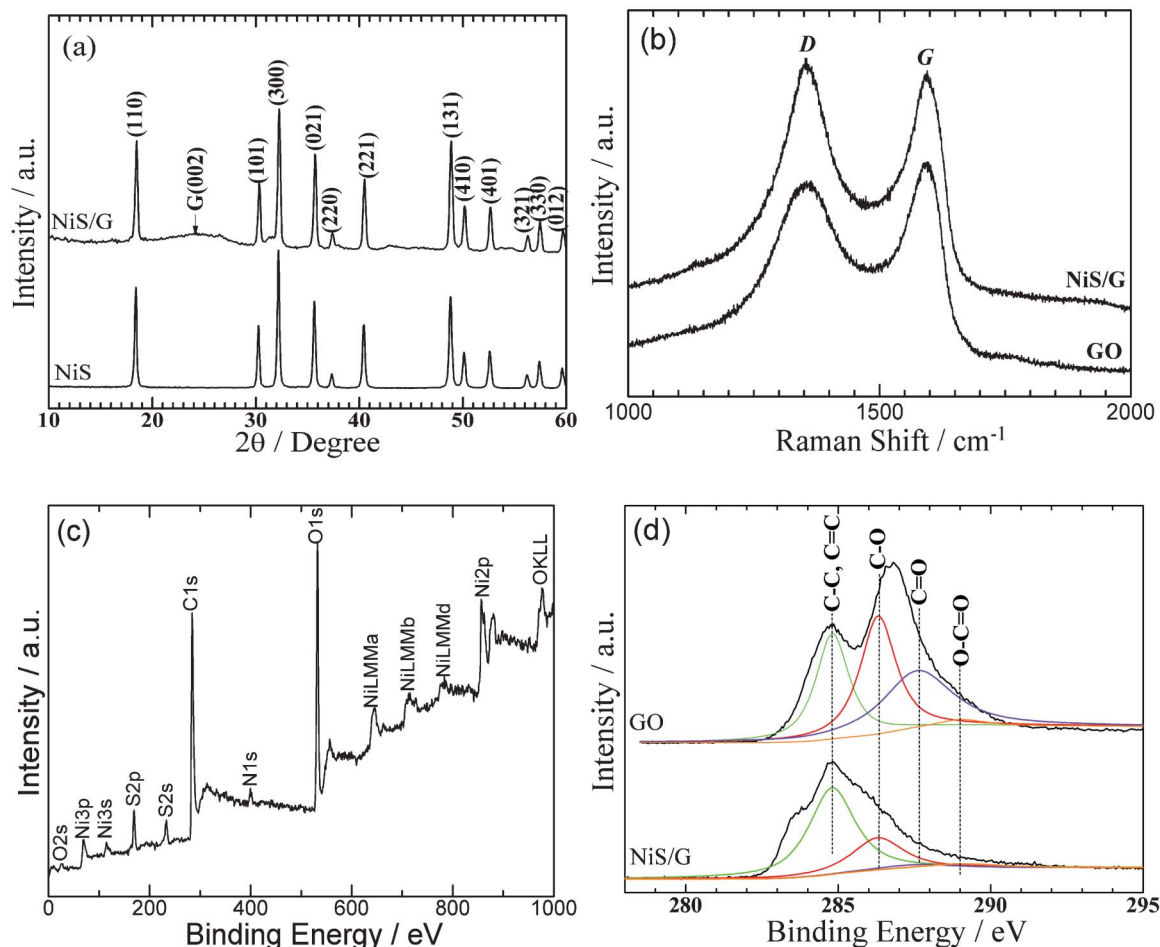 (a)
Intensity / a.u.
(110)
G(002)
(101)
(300)
(021)
(220)
(221)
(131)
(410)
(401)
(321)
(330)
(012)
NiS/G
NiS
10 20 30 40 50 60
2θ / Degree
(b)
Intensity / a.u.
D
G
NiS/G
GO
1000 1500 2000
Raman Shift / cm⁻¹
(c)
Intensity / a.u.
O2s
Ni3p
Ni3s
S2p
S2s
C1s
N1s
O1s
NiLMMa
NiLMMb
NiLMMd
Ni2p
OKLL
0 200 400 600 800 1000
Binding Energy / eV
(d)
Intensity / a.u.
C-C, C=C
C-O
C=O
O-C=O
GO
NiS/G
280 285 290 295
Binding Energy / eV